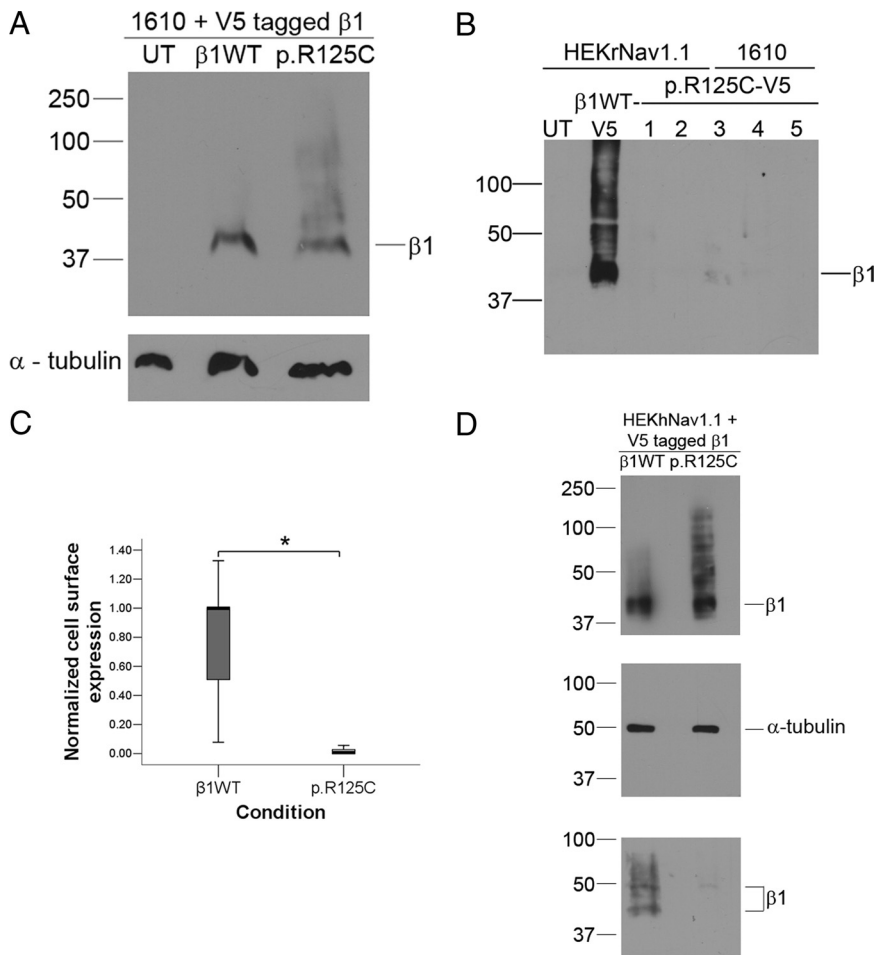 A
1610 + V5 tagged β1
UT β1WT p.R125C
250
100
50
37
β1
α - tubulin
B
HEKrNav1.1 1610
p.R125C-V5
β1WT-
UT V5 1 2 3 4 5
100
50
37
β1
C
Normalized cell surface
expression
1.40
1.20
1.00
0.80
0.60
0.40
0.20
0.00
*
β1WT p.R125C
Condition
D
HEKhNav1.1 +
V5 tagged β1
β1WT p.R125C
250
100
50
37
β1
100
50
37
α-tubulin
100
50
37
β1